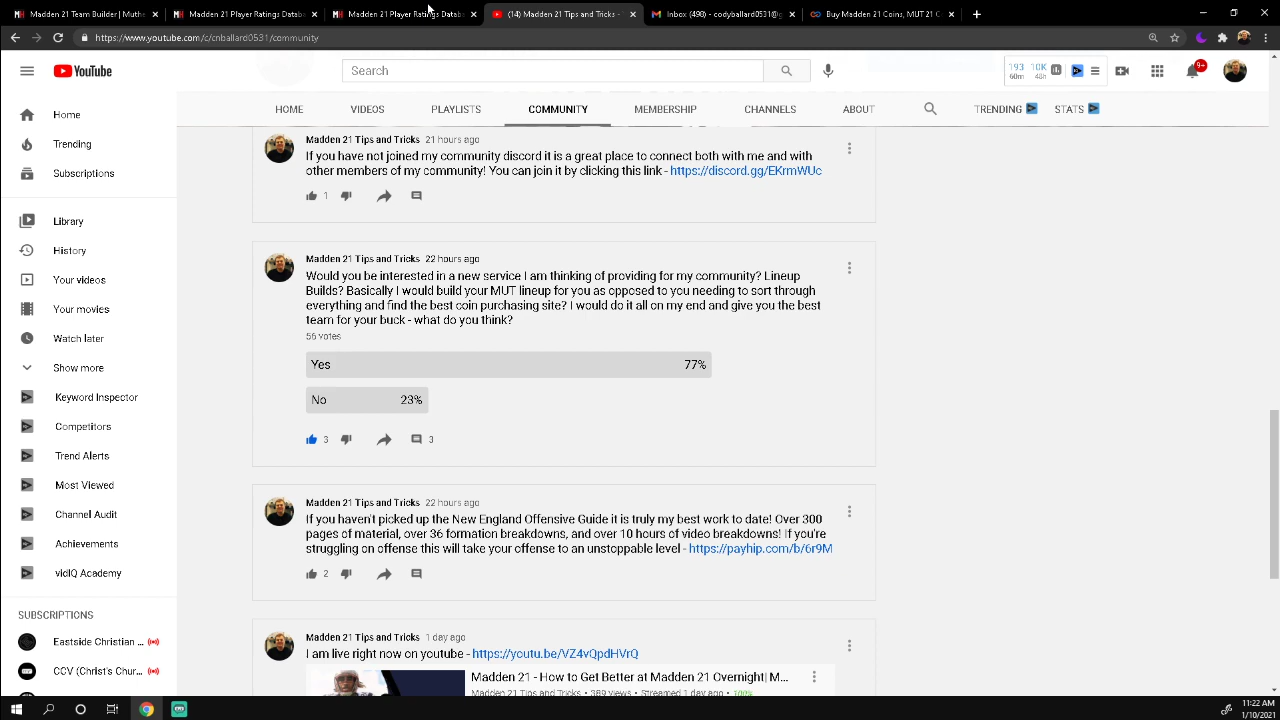 Madden 21 Team Builder | Muthe
Madden 21 Player Ratings Databa
Madden 21 Player Ratings Databa
(14) Madden 21 Tips and Tricks -
Inbox (498) - codyballard0531@g
Buy Madden 21 Coins, MUT 21 C
https://www.youtube.com/c/cnballard0531/community
YouTube
Search
193 10K
60m 48h
9+
HOME VIDEOS PLAYLISTS COMMUNITY MEMBERSHIP CHANNELS ABOUT TRENDING STATS
Home
Trending
Subscriptions
Library
History
Your videos
Your movies
Watch later
Show more
Keyword Inspector
Competitors
Trend Alerts
Most Viewed
Channel Audit
Achievements
vidIQ Academy
SUBSCRIPTIONS
Eastside Christian ...
CCV (Christ's Chur...
Madden 21 Tips and Tricks 21 hours ago
If you have not joined my community discord it is a great place to connect both with me and with
other members of my community! You can join it by clicking this link - https://discord.gg/EKrmWUc
1
Madden 21 Tips and Tricks 22 hours ago
Would you be interested in a new service I am thinking of providing for my community? Lineup
Builds? Basically I would build your MUT lineup for you as opposed to you needing to sort through
everything and find the best coin purchasing site? I would do it all on my end and give you the best
team for your buck - what do you think?
56 votes
Yes 77%
No 23%
3 3
Madden 21 Tips and Tricks 22 hours ago
If you haven't picked up the New England Offensive Guide it is truly my best work to date! Over 300
pages of material, over 36 formation breakdowns, and over 10 hours of video breakdowns! If you're
struggling on offense this will take your offense to an unstoppable level - https://payhip.com/b/6r9M
2
Madden 21 Tips and Tricks 1 day ago
I am live right now on youtube - https://youtu.be/VZ4vQpdHVrQ
Madden 21 - How to Get Better at Madden 21 Overnight| M...
Madden 21 Tips and Tricks • 389 views • Streamed 1 day ago • 100%
11:22 AM
1/10/2021